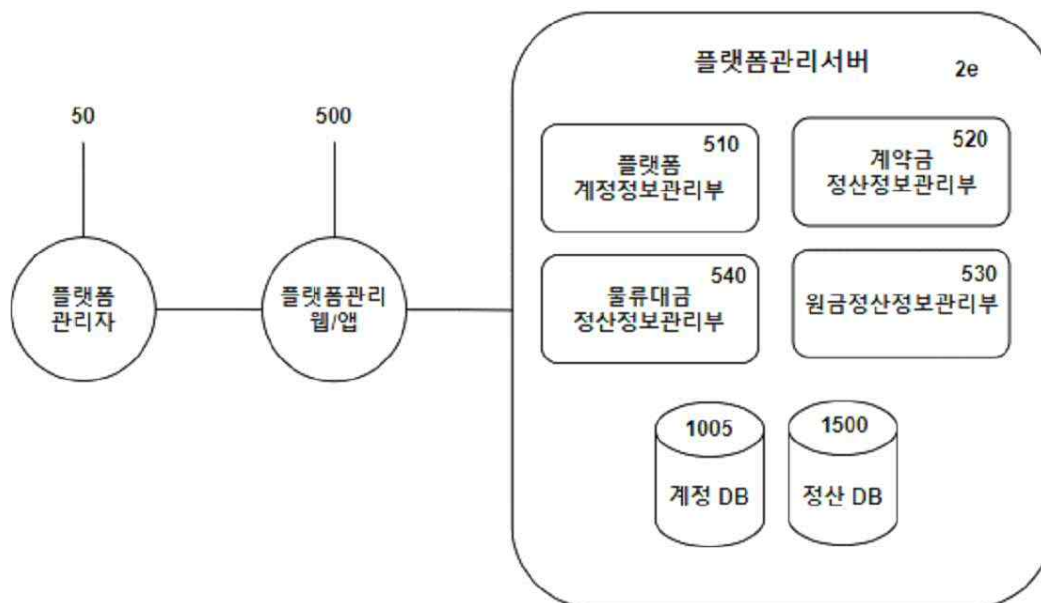 플랫폼관리서버
2e
50
500
510
플랫폼
계정정보관리부
520
계약금
정산정보관리부
플랫폼
관리자
플랫폼관리
웹/앱
540
물류대금
정산정보관리부
530
원금정산정보관리부
1005
계정 DB
1500
정산 DB